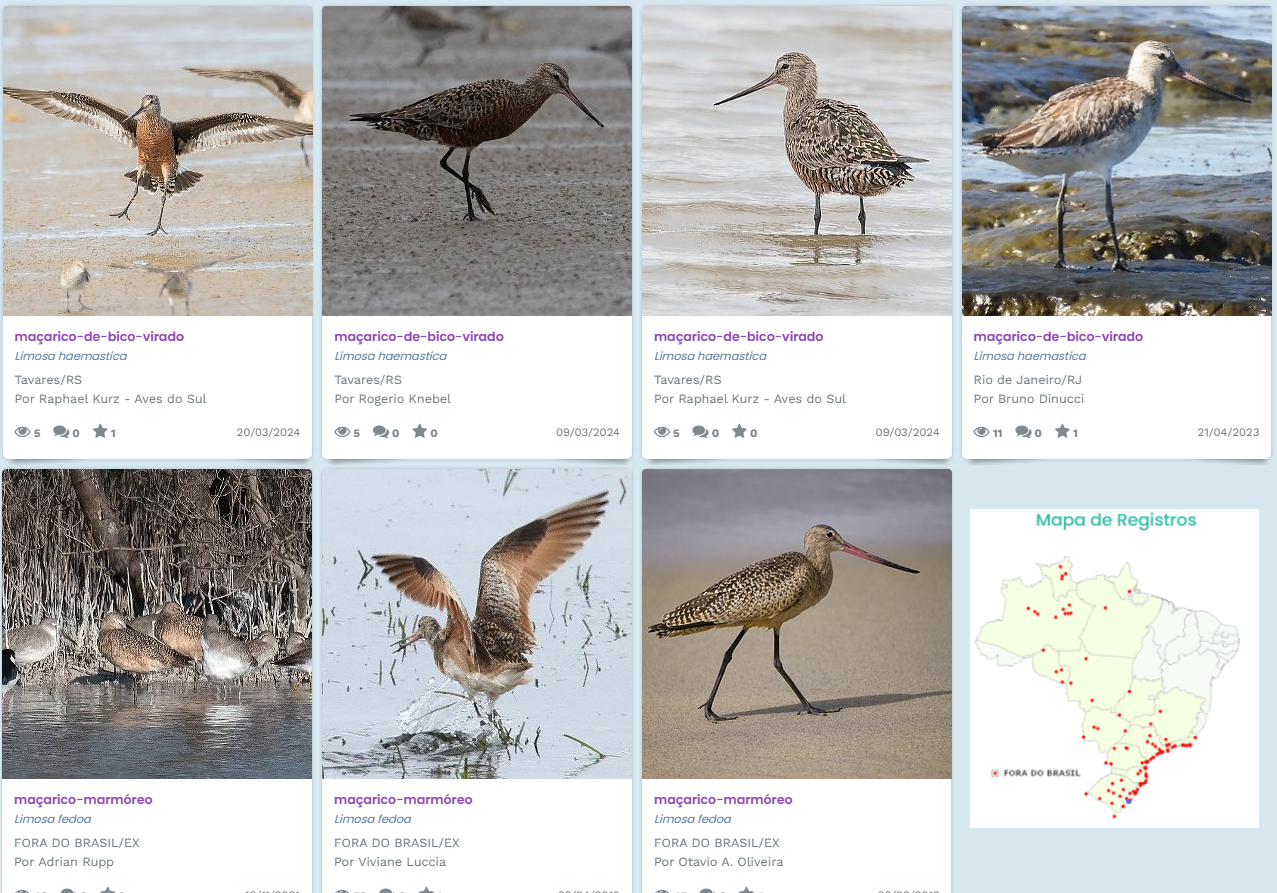 maçarico-de-bico-virado
Limosa haemastica
Tavares/RS
Por Raphael Kurz - Aves do Sul
5 0 1 20/03/2024
maçarico-de-bico-virado
Limosa haemastica
Tavares/RS
Por Rogerio Knebel
5 0 0 09/03/2024
maçarico-de-bico-virado
Limosa haemastica
Tavares/RS
Por Raphael Kurz - Aves do Sul
5 0 0 09/03/2024
maçarico-de-bico-virado
Limosa haemastica
Rio de Janeiro/RJ
Por Bruno Dinucci
11 0 1 21/04/2023
maçarico-marmóreo
Limosa fedoa
FORA DO BRASIL/EX
Por Adrian Rupp
maçarico-marmóreo
Limosa fedoa
FORA DO BRASIL/EX
Por Viviane Luccia
maçarico-marmóreo
Limosa fedoa
FORA DO BRASIL/EX
Por Otavio A. Oliveira
Mapa de Registros
FORA DO BRASIL